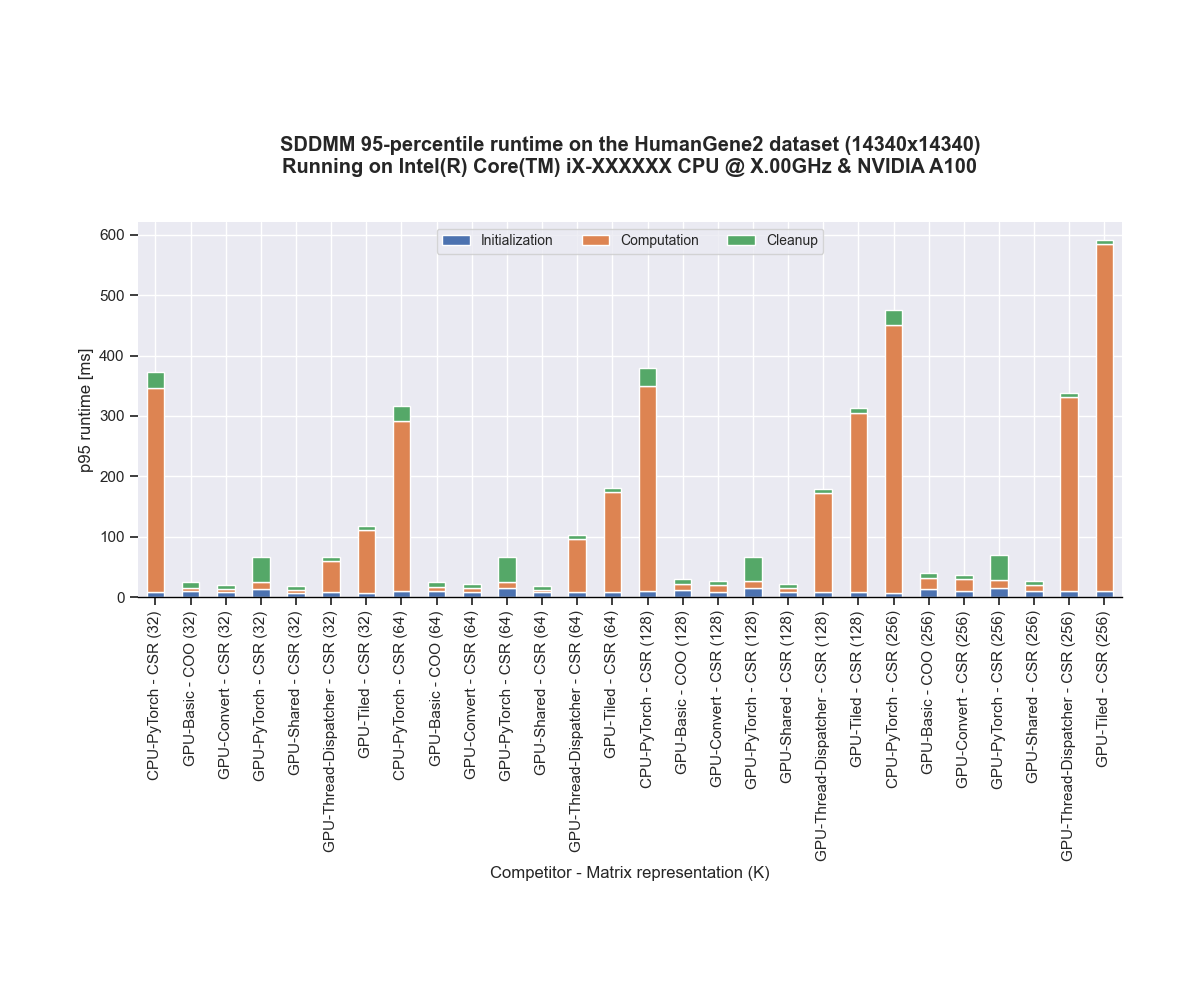 SDDMM 95-percentile runtime on the HumanGene2 dataset (14340x14340)
Running on Intel(R) Core(TM) iX-XXXXXX CPU @ X.00GHz & NVIDIA A100
Initialization
Computation
Cleanup
p95 runtime [ms]
600
500
400
300
200
100
0
CPU-PyTorch - CSR (32)
GPU-Basic - COO (32)
GPU-Convert - CSR (32)
GPU-PyTorch - CSR (32)
GPU-Shared - CSR (32)
GPU-Thread-Dispatcher - CSR (32)
GPU-Tiled - CSR (32)
CPU-PyTorch - CSR (64)
GPU-Basic - COO (64)
GPU-Convert - CSR (64)
GPU-PyTorch - CSR (64)
GPU-Shared - CSR (64)
GPU-Thread-Dispatcher - CSR (64)
GPU-Tiled - CSR (64)
CPU-PyTorch - CSR (128)
GPU-Basic - COO (128)
GPU-Convert - CSR (128)
GPU-PyTorch - CSR (128)
GPU-Shared - CSR (128)
GPU-Thread-Dispatcher - CSR (128)
GPU-Tiled - CSR (128)
CPU-PyTorch - CSR (256)
GPU-Basic - COO (256)
GPU-Convert - CSR (256)
GPU-PyTorch - CSR (256)
GPU-Shared - CSR (256)
GPU-Thread-Dispatcher - CSR (256)
GPU-Tiled - CSR (256)
Competitor - Matrix representation (K)